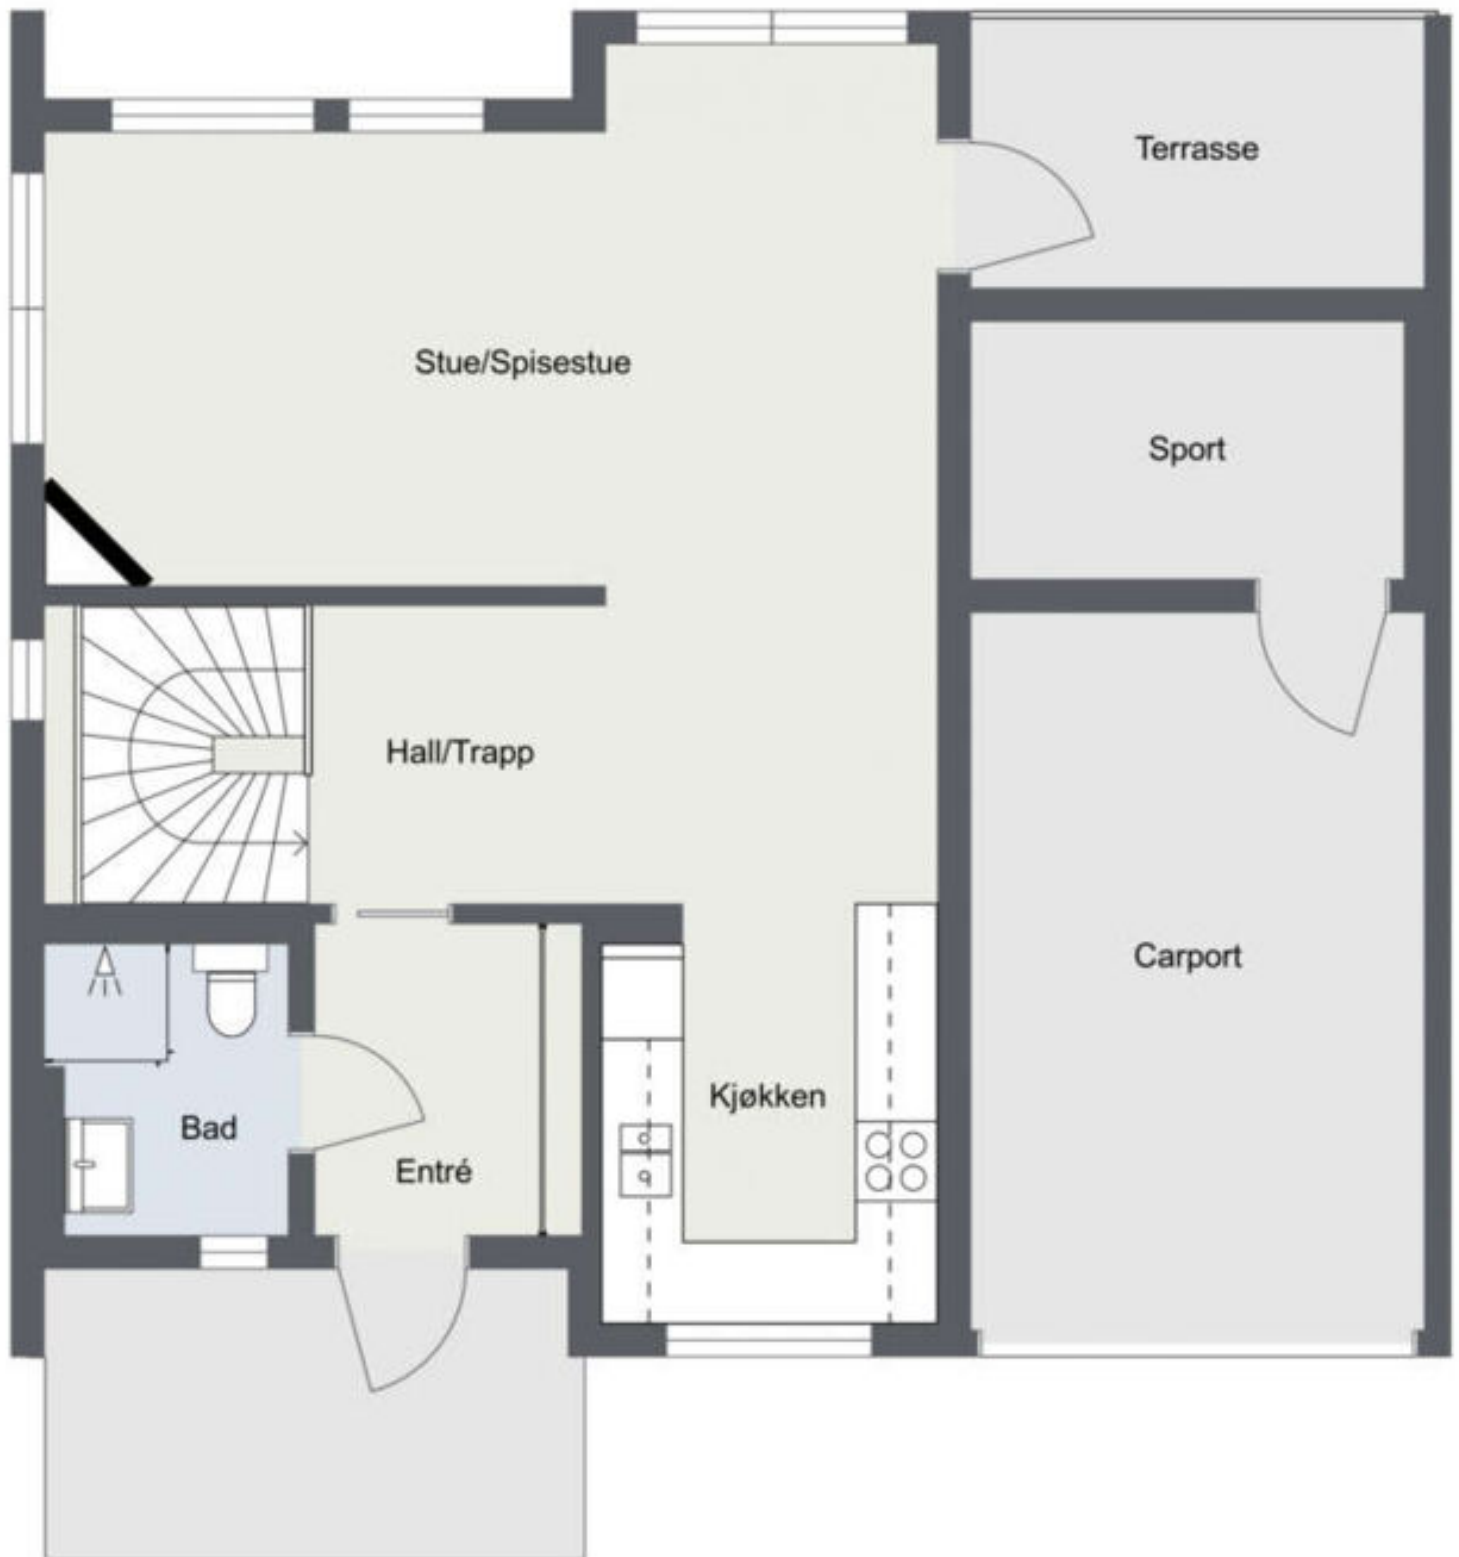 Terrasse
Stue/Spisestue
Sport
Hall/Trapp
Carport
Kjøkken
Bad
Entré